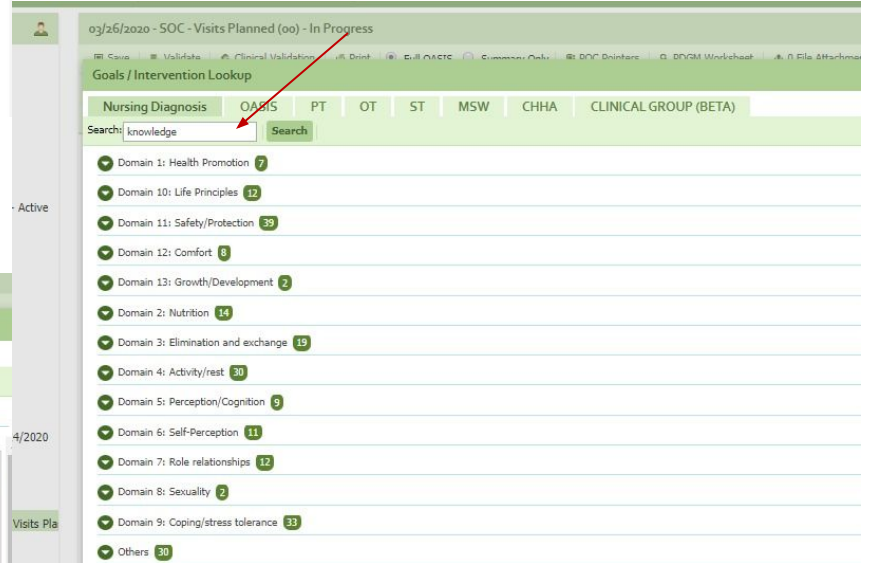 03/26/2020 - SOC - Visits Planned (00) - In Progress
Save Validate Clinical Validation Print Full OASIS Summary Only POC Pointers PDGM Worksheet 0 File Attachmen
Goals / Intervention Lookup
Nursing Diagnosis OASIS PT OT ST MSW CHHA CLINICAL GROUP (BETA)
Search: knowledge Search
Domain 1: Health Promotion 7
Domain 10: Life Principles 12
- Active
Domain 11: Safety/Protection 39
Domain 12: Comfort 8
Domain 13: Growth/Development 2
Domain 2: Nutrition 14
Domain 3: Elimination and exchange 19
Domain 4: Activity/rest 30
Domain 5: Perception/Cognition 9
4/2020
Domain 6: Self-Perception 11
Domain 7: Role relationships 12
Domain 8: Sexuality 2
Visits Pla
Domain 9: Coping/stress tolerance 33
Others 30